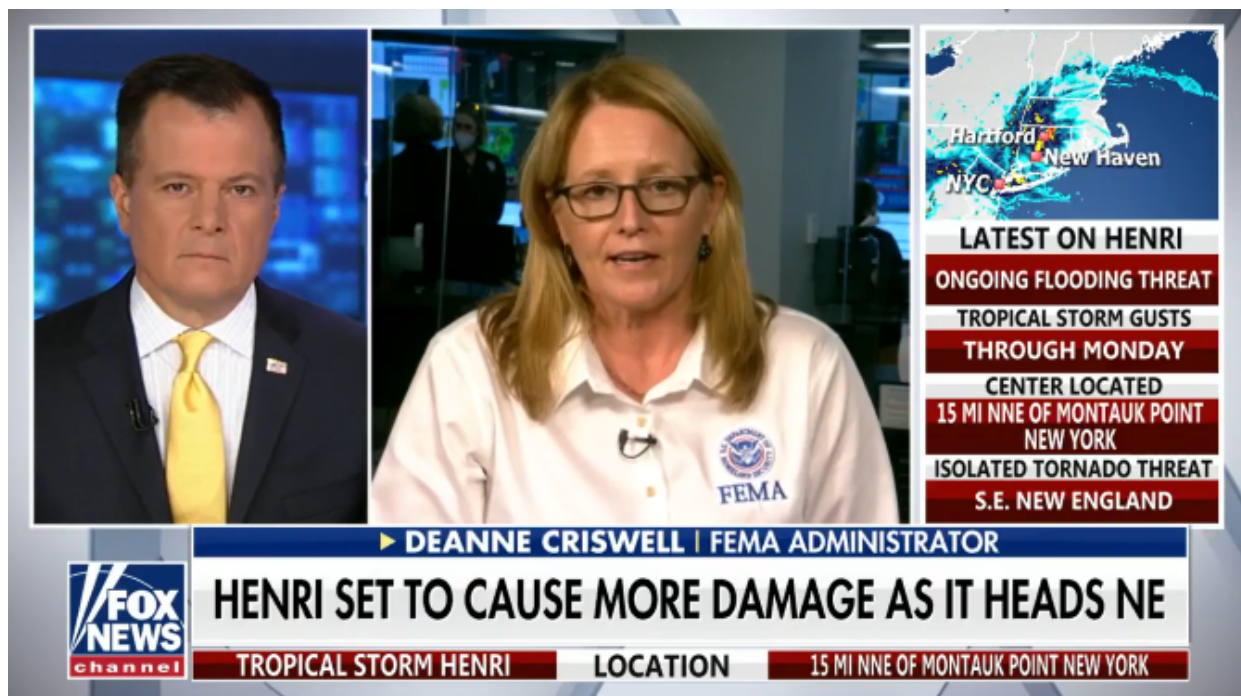 Hartford
New Haven
NYC
LATEST ON HENRI
ONGOING FLOODING THREAT
TROPICAL STORM GUSTS
THROUGH MONDAY
CENTER LOCATED
15 MI NNE OF MONTAUK POINT
NEW YORK
ISOLATED TORNADO THREAT
S.E. NEW ENGLAND
FEMA
DEANNE CRISWELL | FEMA ADMINISTRATOR
HENRI SET TO CAUSE MORE DAMAGE AS IT HEADS NE
FOX
NEWS
channel
TROPICAL STORM HENRI LOCATION 15 MI NNE OF MONTAUK POINT NEW YORK